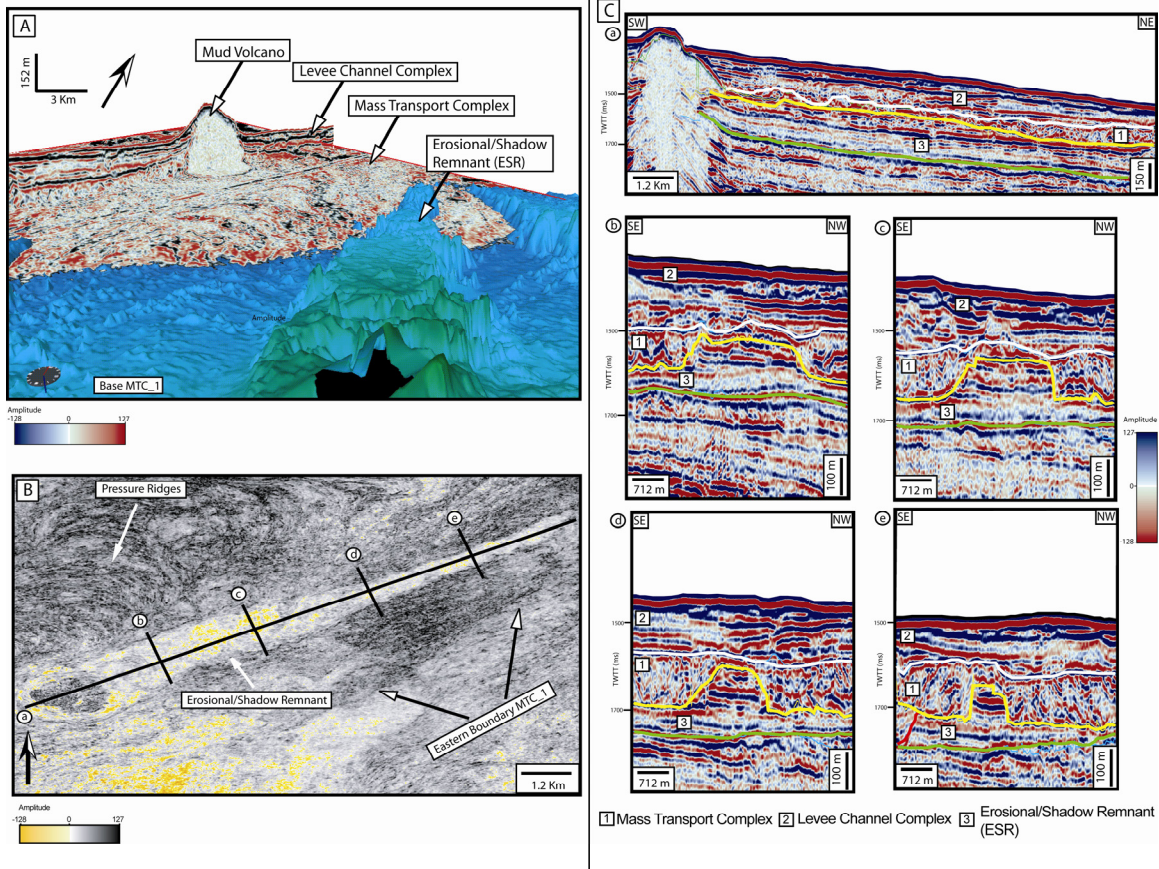 A
152 m
3 Km
Mud Volcano
Levee Channel Complex
Mass Transport Complex
Erosional/Shadow
Remnant (ESR)
Amplitude
Base MTC_1
Amplitude
-128 0 127
B
Pressure Ridges
e
d
c
b
a
Erosional/Shadow Remnant
Eastern Boundary MTC_1
1.2 Km
Amplitude
-128 0 127
C
a
SW
NE
TWTT (ms)
1500
1700
2
1
3
1.2 Km
150 m
b
SE
NW
TWTT (ms)
1500
1700
2
1
3
712 m
100 m
c
SE
NW
TWTT (ms)
1500
1700
2
1
3
712 m
100 m
Amplitude
127
0
-128
d
SE
NW
TWTT (ms)
1500
1700
2
1
3
712 m
100 m
e
SE
NW
TWTT (ms)
1500
1700
2
1
3
712 m
100 m
1 Mass Transport Complex 2 Levee Channel Complex 3 Erosional/Shadow Remnant
(ESR)